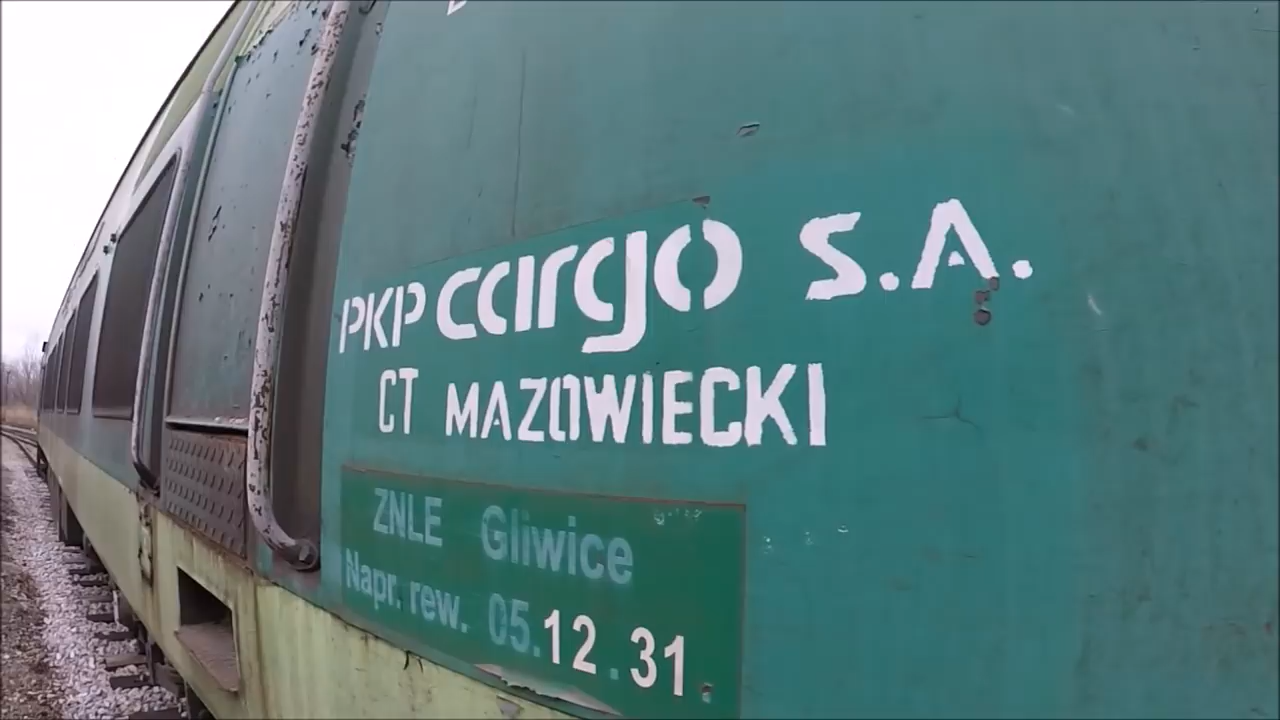 PKP cargo S.A.
CT MAZOWIECKI
ZNLE Gliwice
Napr. rew. 05.12.31.